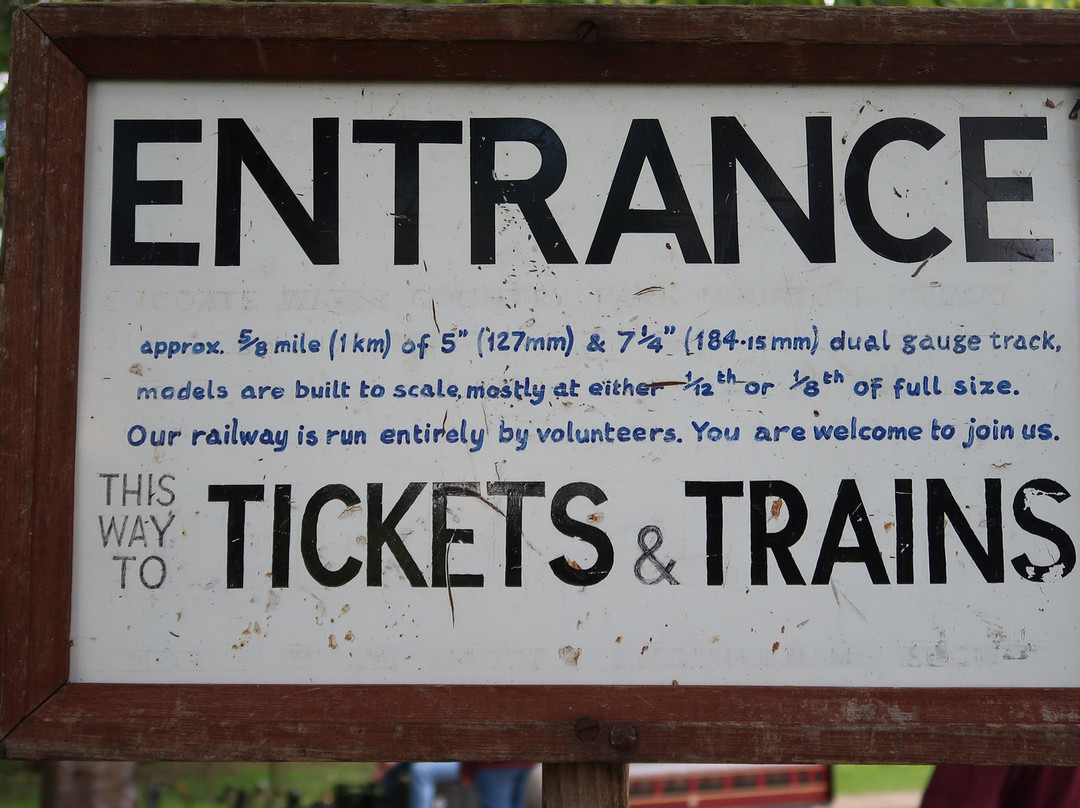 ENTRANCE
approx. 5/8 mile (1km) of 5" (127mm) & 7 1/4" (184·15mm) dual gauge track,
models are built to scale, mostly at either 1/12th or 1/8th of full size.
Our railway is run entirely by volunteers. You are welcome to join us.
THIS
WAY
TO
TICKETS & TRAINS